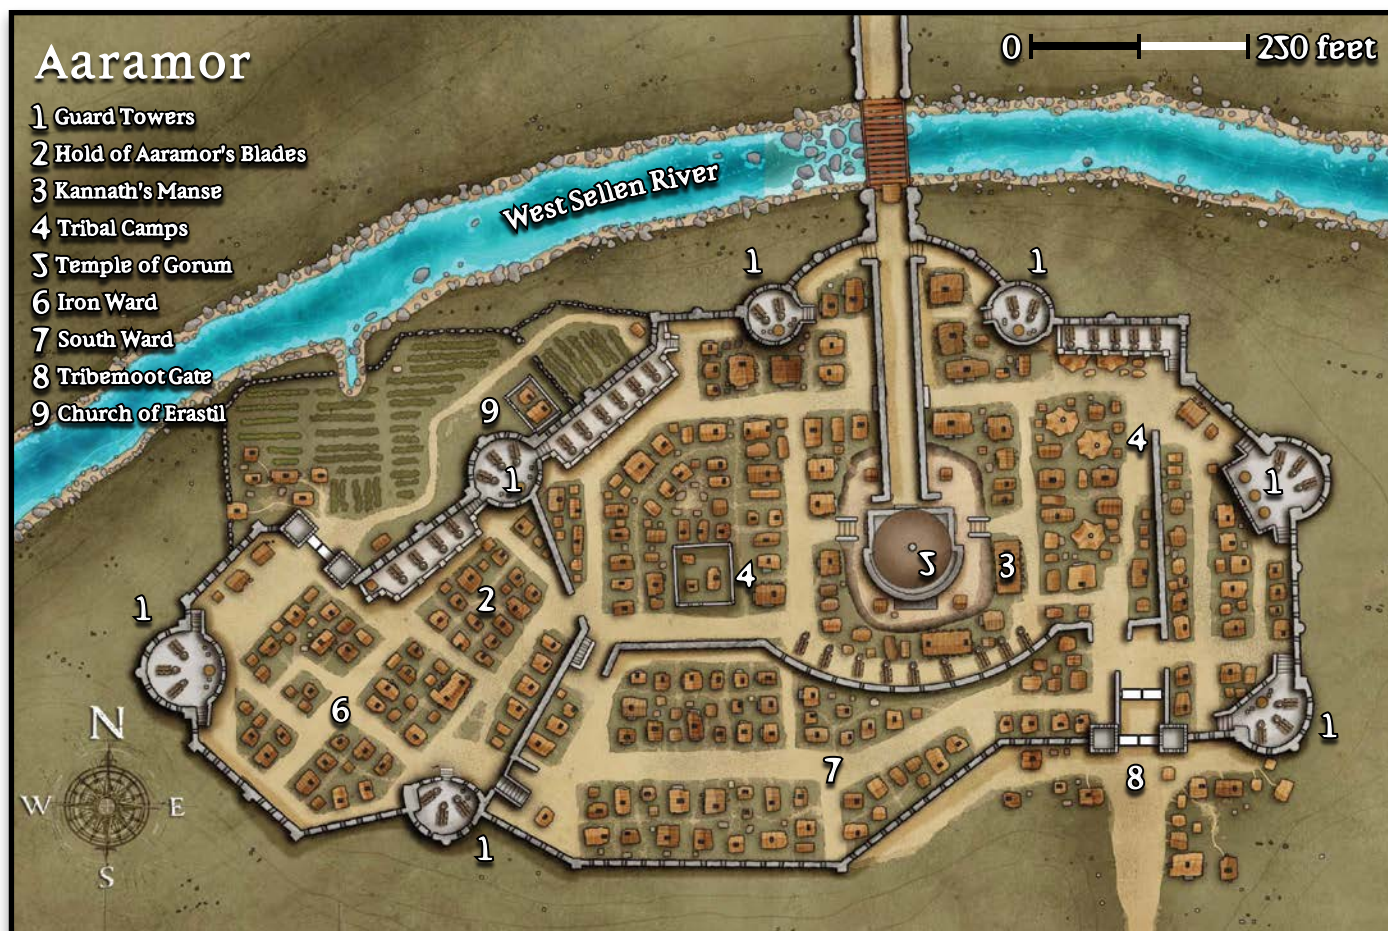 Aaramor
0 220 feet
1 Guard Towers
2 Hold of Aaramor's Blades
3 Kannath's Manse
4 Tribal Camps
5 Temple of Gorum
6 Iron Ward
7 South Ward
8 Tribemoot Gate
9 Church of Erastil
West Sellen River
1
1
9
4
1
1
5
3
4
2
1
6
1
7
8
1
N
W E
S